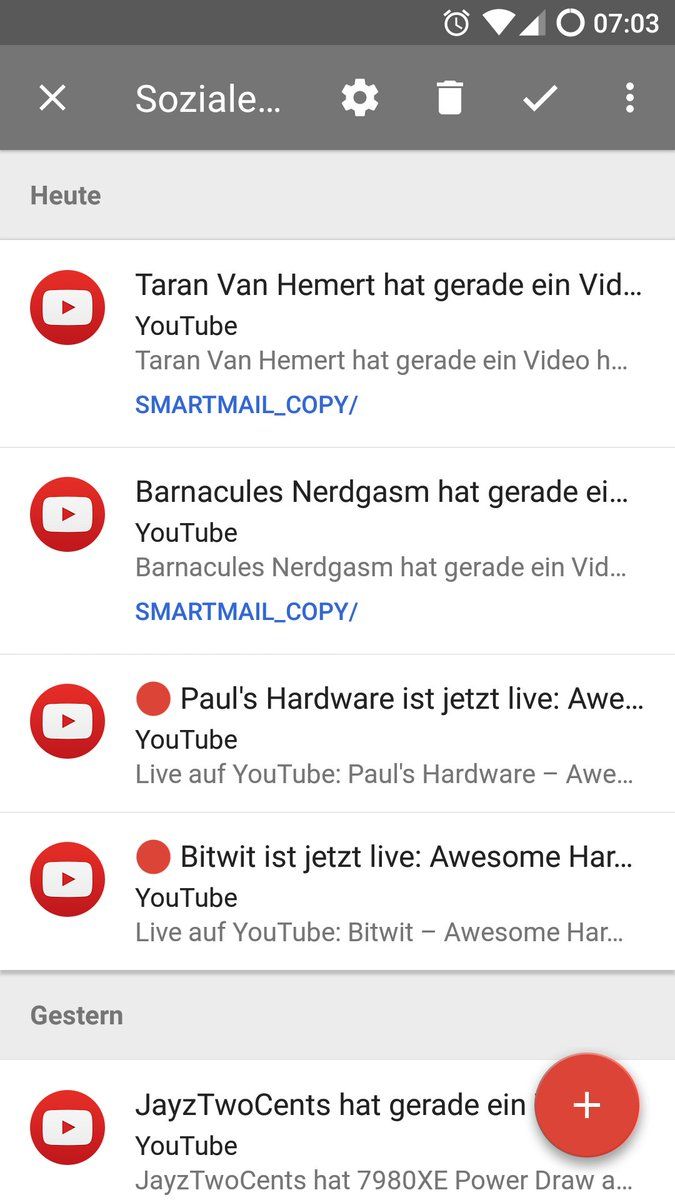 07:03
Soziale...
Heute
Taran Van Hemert hat gerade ein Vid...
YouTube
Taran Van Hemert hat gerade ein Video h...
SMARTMAIL_COPY/
Barnacules Nerdgasm hat gerade ei...
YouTube
Barnacules Nerdgasm hat gerade ein Vid...
SMARTMAIL_COPY/
Paul's Hardware ist jetzt live: Awe...
YouTube
Live auf YouTube: Paul's Hardware – Awe...
Bitwit ist jetzt live: Awesome Har...
YouTube
Live auf YouTube: Bitwit – Awesome Har...
Gestern
JayzTwoCents hat gerade ein
YouTube
JayzTwoCents hat 7980XE Power Draw a...